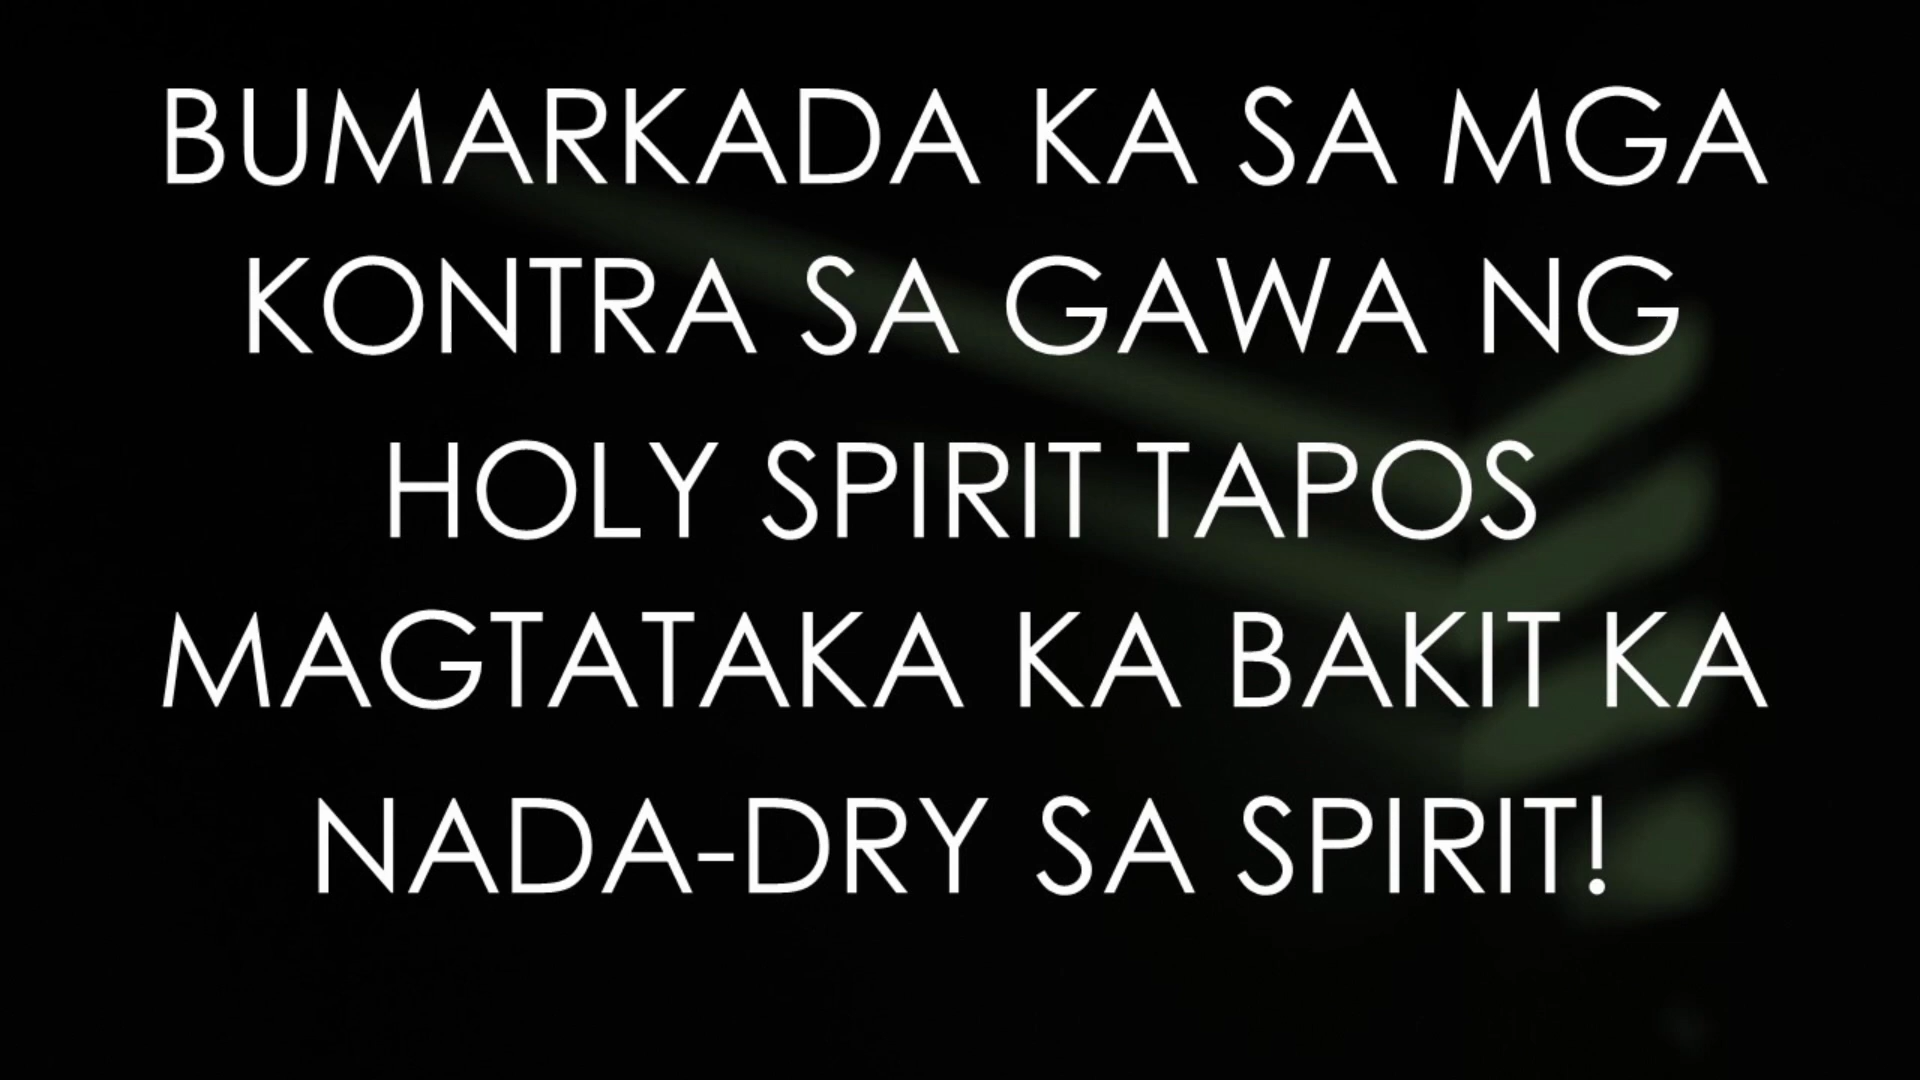 BUMARKADA KA SA MGA
KONTRA SA GAWA NG
HOLY SPIRIT TAPOS
MAGTATAKA KA BAKIT KA
NADA-DRY SA SPIRIT!